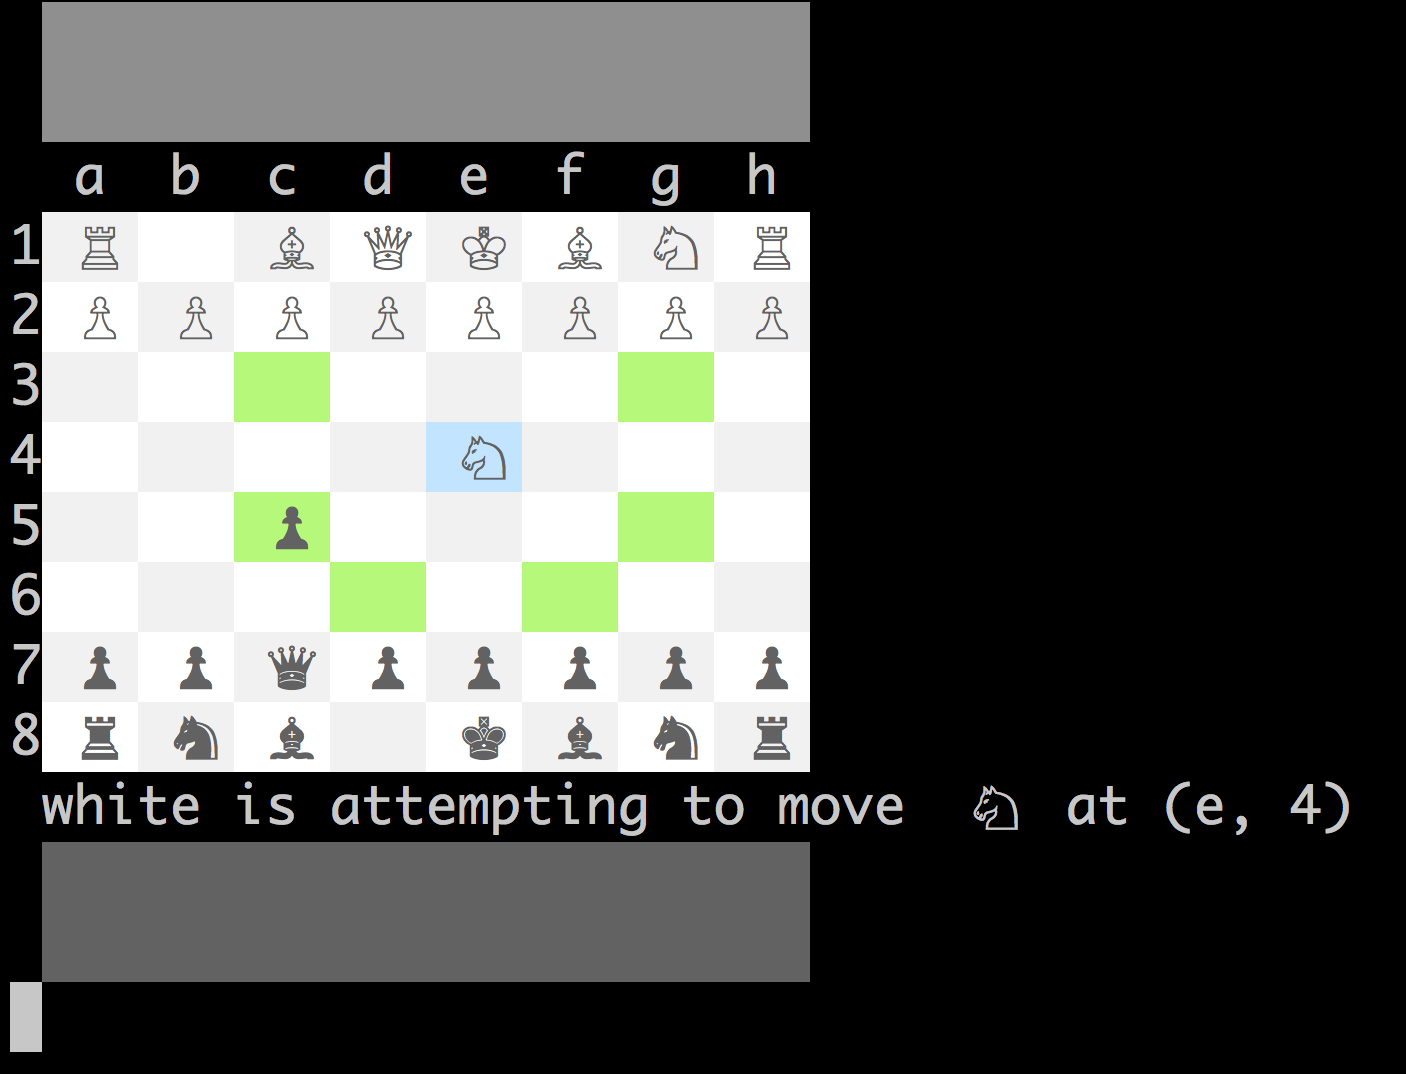 a b c d e f g h
1 ♖ ♗ ♕ ♔ ♗ ♘ ♖
2 ♙ ♙ ♙ ♙ ♙ ♙ ♙ ♙
3
4 ♘
5 ♟
6
7 ♟ ♟ ♛ ♟ ♟ ♟ ♟ ♟
8 ♜ ♞ ♝ ♚ ♝ ♞ ♜
white is attempting to move ♘ at (e, 4)